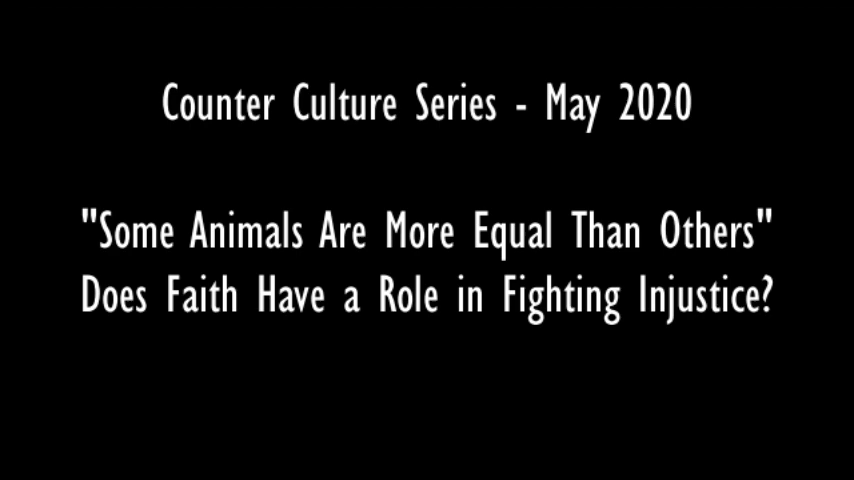 Counter Culture Series - May 2020
"Some Animals Are More Equal Than Others"
Does Faith Have a Role in Fighting Injustice?